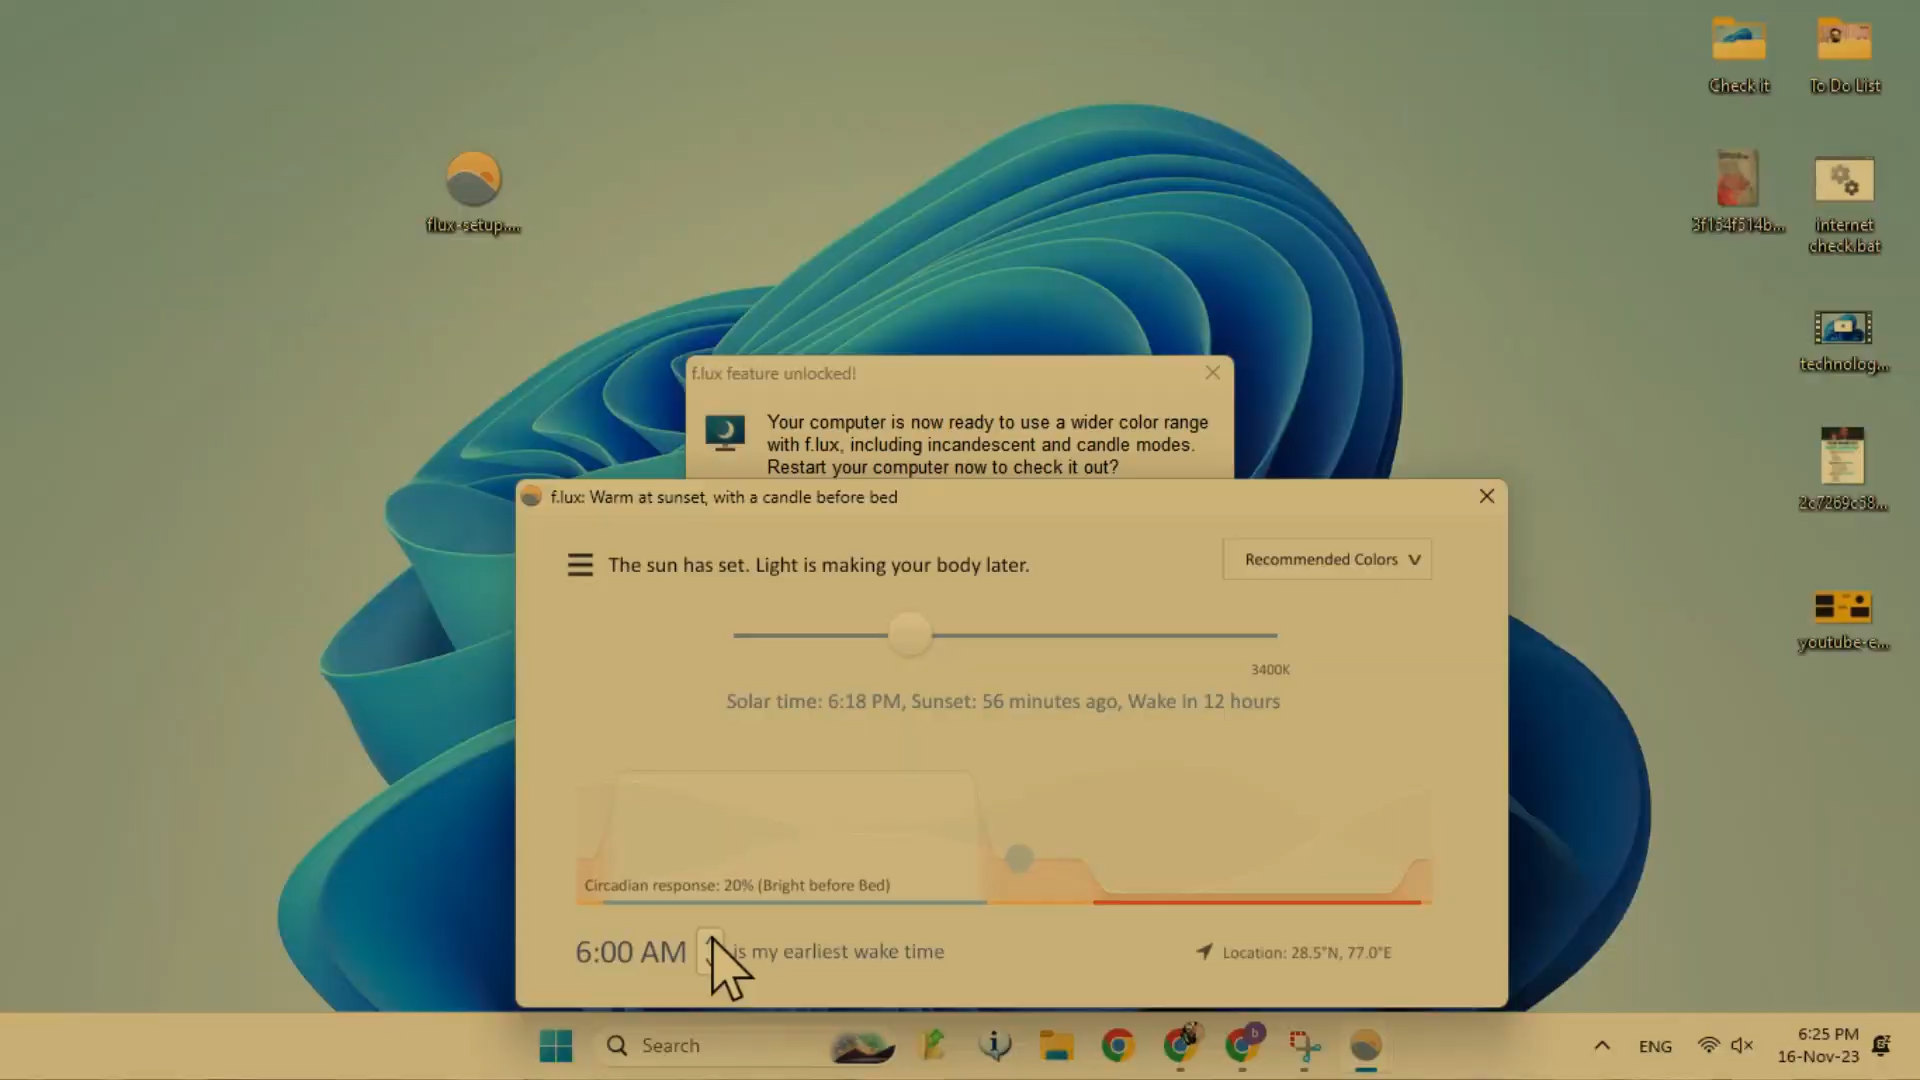 Check it
To Do List
flux-setup....
3f154f514b...
internet
check.bat
technolog...
f.lux feature unlocked!
Your computer is now ready to use a wider color range
with f.lux, including incandescent and candle modes.
Restart your computer now to check it out?
2c7269c58...
f.lux: Warm at sunset, with a candle before bed
The sun has set. Light is making your body later.
Recommended Colors
youtube-e...
3400K
Solar time: 6:18 PM, Sunset: 56 minutes ago, Wake In 12 hours
Circadian response: 20% (Bright before Bed)
6:00 AM is my earliest wake time
Location: 28.5°N, 77.0°E
Search
ENG
6:25 PM
16-Nov-23